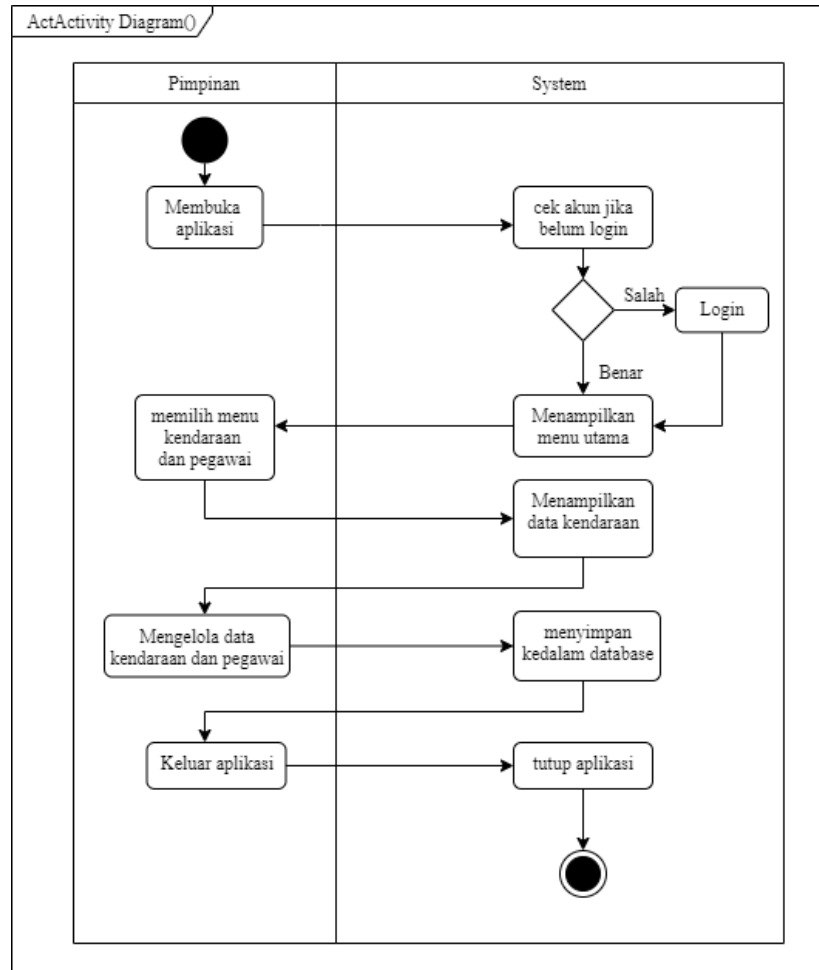 ActActivity Diagram()
Pimpinan
System
Membuka
aplikasi
cek akun jika
belum login
Salah
Login
Benar
memilih menu
kendaraan
dan pegawai
Menampilkan
menu utama
Menampilkan
data kendaraan
Mengelola data
kendaraan dan pegawai
menyimpan
kedalam database
Keluar aplikasi
tutup aplikasi